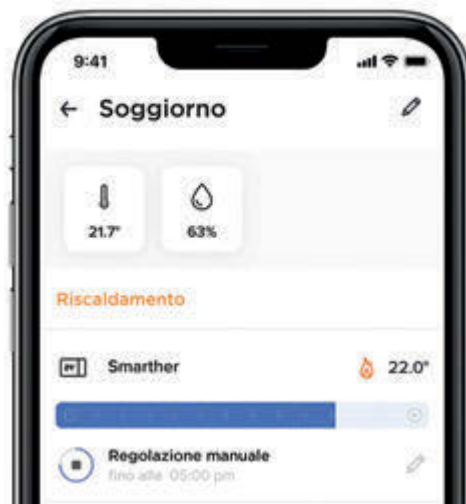 9:41
Soggiorno
21.7°
63%
Riscaldamento
Smarther
22.0°
Regolazione manuale
fino alle 05:00 pm